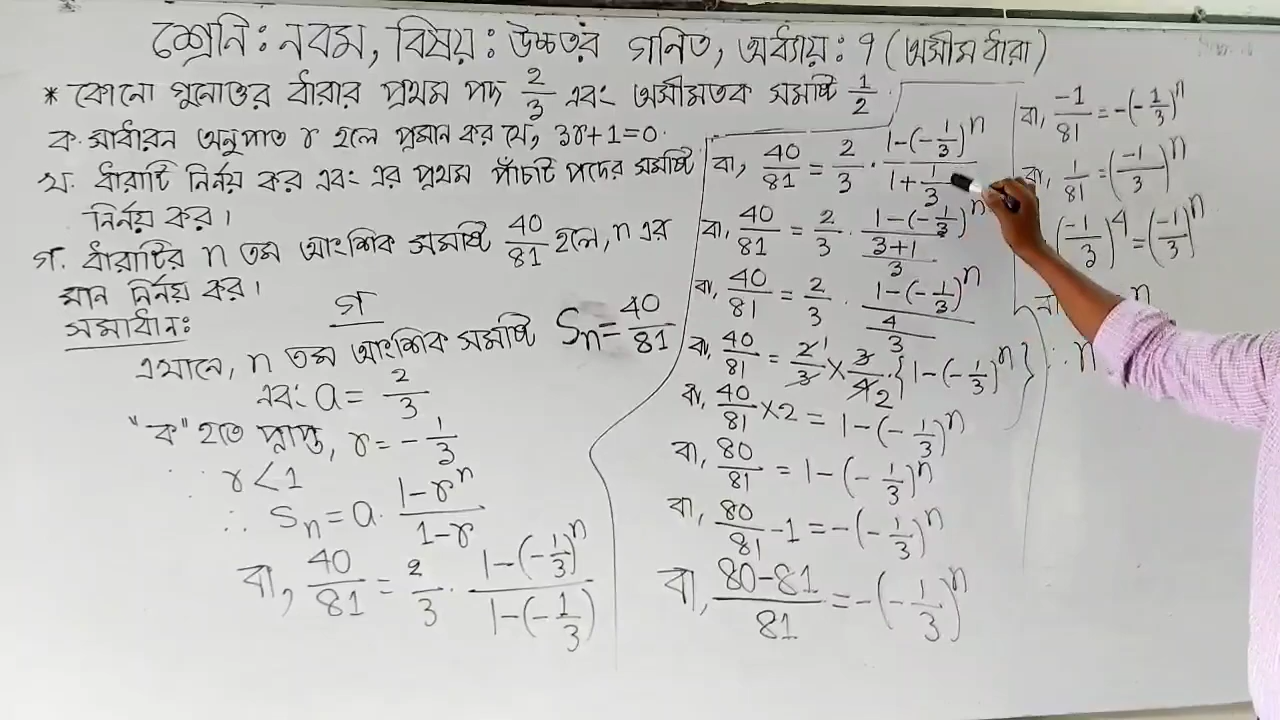 শ্রেনি: নবম, বিষয়: উচ্চতর গনিত, অধ্যায়: ৭ (অসীম ধারা)
* কোনো গুনোত্তর ধারার প্রথম পদ 2/3 এবং অসীমতক সমষ্টি 1/2.
ক. সাধারন অনুপাত r হলে প্রমান কর যে, 3r+1=0.
খ. ধারাটি নির্নয় কর এবং এর প্রথম পাঁচটি পদের সমষ্টি
নির্নয় কর।
গ. ধারাটির n তম আংশিক সমষ্টি 40/81 হলে, n এর
মান নির্নয় কর।
সমাধান:
গ
এখানে, n তম আংশিক সমষ্টি Sn = 40/81
এবং a = 2/3
"ক" হতে প্রাপ্ত, r = -1/3
∴ r < 1
∴ Sn = a · (1-r^n)/(1-r)
বা, 40/81 = 2/3 · (1-(-1/3)^n)/(1-(-1/3))
বা, 40/81 = 2/3 · (1-(-1/3)^n)/(1+1/3)
বা, 40/81 = 2/3 · (1-(-1/3)^n)/((3+1)/3)
বা, 40/81 = 2/3 · (1-(-1/3)^n)/(4/3)
বা, 40/81 = 2/3 × 3/4 2 · {1-(-1/3)^n}
বা, 40/81 × 2 = 1-(-1/3)^n
বা, 80/81 = 1-(-1/3)^n
বা, 80/81 - 1 = -(-1/3)^n
বা, (80-81)/81 = -(-1/3)^n
বা, -1/81 = -(-1/3)^n
বা, 1/81 = (-1/3)^n
(-1/3)^4 = (-1/3)^n
বা n
∴ n